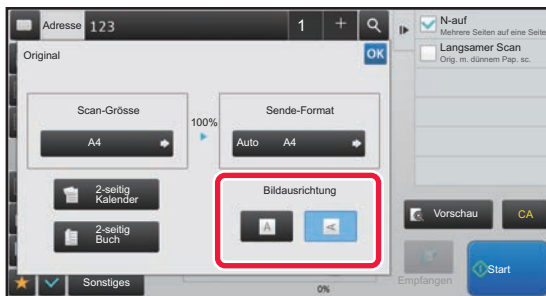 Adresse 123 1 +
Original OK
Scan-Grösse
A4
100%
Sende-Format
Auto A4
2-seitig
Kalender
2-seitig
Buch
Bildausrichtung
A A
Sonstiges
0%
N-auf
Mehrere Seiten auf eine Seite
Langsamer Scan
Orig. m. dünnem Pap. sc.
Vorschau CA
Empfangen Start